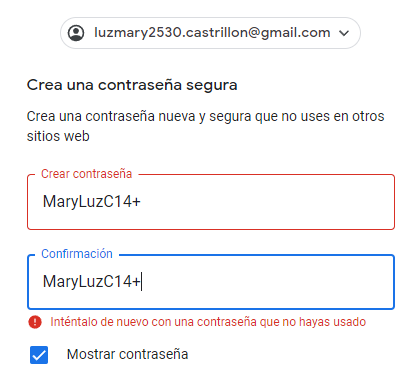 luzmary2530.castrillon@gmail.com
Crea una contraseña segura
Crea una contraseña nueva y segura que no uses en otros
sitios web
Crear contraseña
MaryLuzC14+
Confirmación
MaryLuzC14+
Inténtalo de nuevo con una contraseña que no hayas usado
Mostrar contraseña